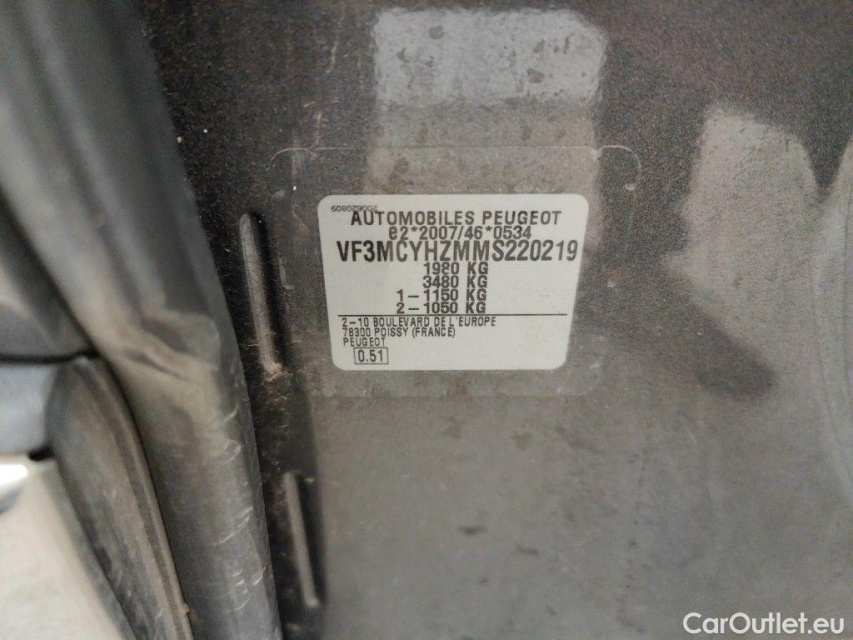 200620809
AUTOMOBILES PEUGEOT
e2*2007/46*0534
VF3MCYHZMMS220219
1980 KG
3480 KG
1-1150 KG
2-1050 KG
2-10 BOULEVARD DE L'EUROPE
78300 POISSY (FRANCE)
PEUGEOT
0.51
CarOutlet.eu